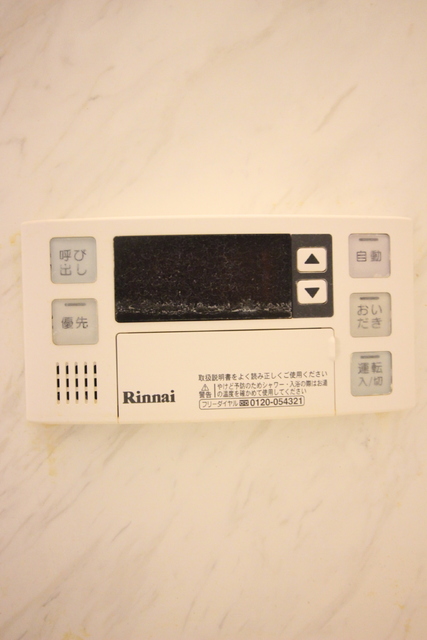 呼び
出し
優先
▲
▼
自動
おい
だき
運転
入/切
Rinnai
取扱説明書をよく読み正しくご使用ください
⚠警告 やけど予防のためシャワー・入浴の際はお湯
の温度を確かめて使用してください
フリーダイヤル 0120-054321